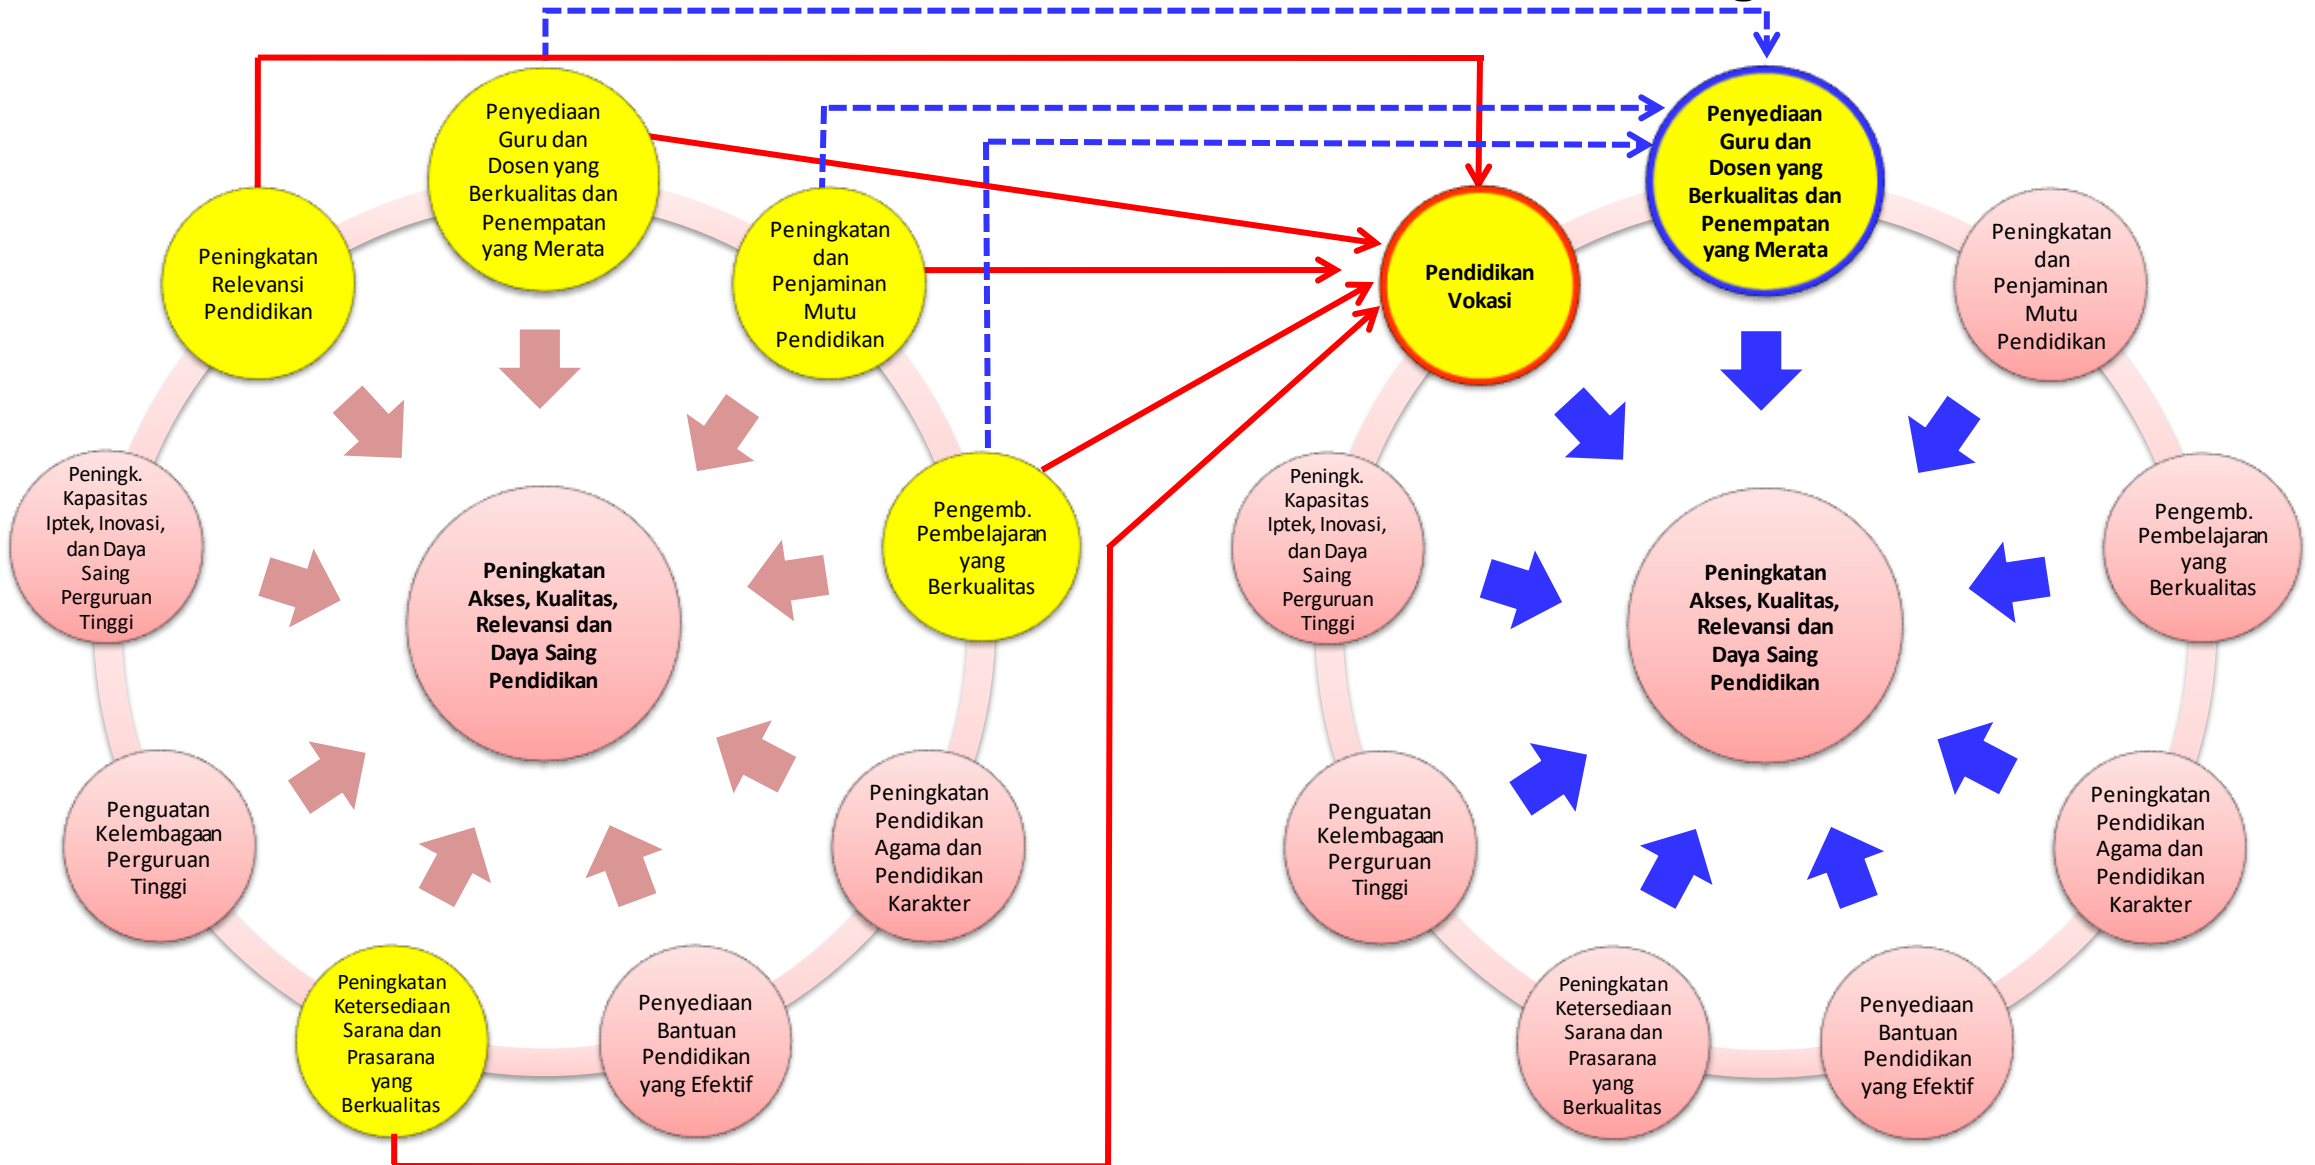 Penyediaan
Guru dan
Dosen yang
Berkualitas dan
Penempatan
yang Merata
Peningkatan
Relevansi
Pendidikan
Peningkatan
dan
Penjaminan
Mutu
Pendidikan
Peningk.
Kapasitas
Iptek, Inovasi,
dan Daya
Saing
Perguruan
Tinggi
Pengemb.
Pembelajaran
yang
Berkualitas
Peningkatan
Akses, Kualitas,
Relevansi dan
Daya Saing
Pendidikan
Penguatan
Kelembagaan
Perguruan
Tinggi
Peningkatan
Pendidikan
Agama dan
Pendidikan
Karakter
Peningkatan
Ketersediaan
Sarana dan
Prasarana
yang
Berkualitas
Penyediaan
Bantuan
Pendidikan
yang Efektif
Penyediaan
Guru dan
Dosen yang
Berkualitas dan
Penempatan
yang Merata
Pendidikan
Vokasi
Peningkatan
dan
Penjaminan
Mutu
Pendidikan
Peningk.
Kapasitas
Iptek, Inovasi,
dan Daya
Saing
Perguruan
Tinggi
Pengemb.
Pembelajaran
yang
Berkualitas
Peningkatan
Akses, Kualitas,
Relevansi dan
Daya Saing
Pendidikan
Penguatan
Kelembagaan
Perguruan
Tinggi
Peningkatan
Pendidikan
Agama dan
Pendidikan
Karakter
Peningkatan
Ketersediaan
Sarana dan
Prasarana
yang
Berkualitas
Penyediaan
Bantuan
Pendidikan
yang Efektif